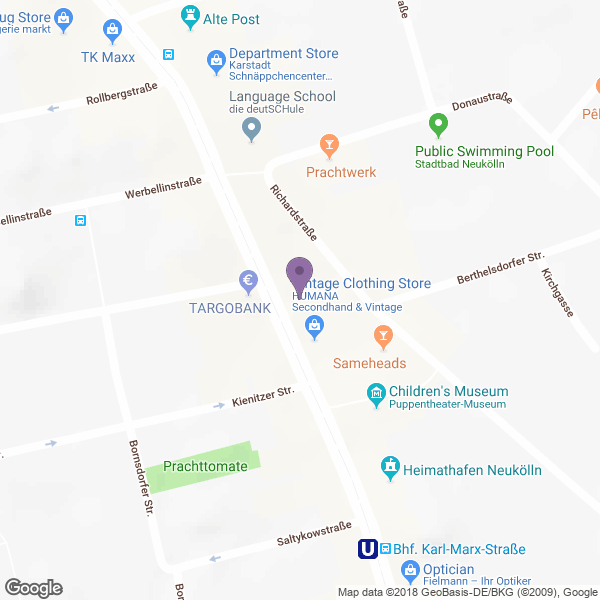 ug Store
gerie markt
TK Maxx
Alte Post
Department Store
Karstadt
Schnäppchencenter...
Rollbergstraße
Language School
die deutSCHule
Donaustraße
Prachtwerk
Public Swimming Pool
Stadtbad Neukölln
Werbellinstraße
ellinstraße
Richardstraße
Berthelsdorfer Str.
Kirchgasse
ntage Clothing Store
HUMANA
Secondhand & Vintage
€
TARGOBANK
Sameheads
Children's Museum
Puppentheater-Museum
Kienitzer Str.
Bornsdorfer Str.
Prachttomate
Heimathafen Neukölln
Saltykowstraße
U
Bhf. Karl-Marx-Straße
Optician
Fielmann – Ihr Optiker
Google
Map data ©2018 GeoBasis-DE/BKG (©2009), Google